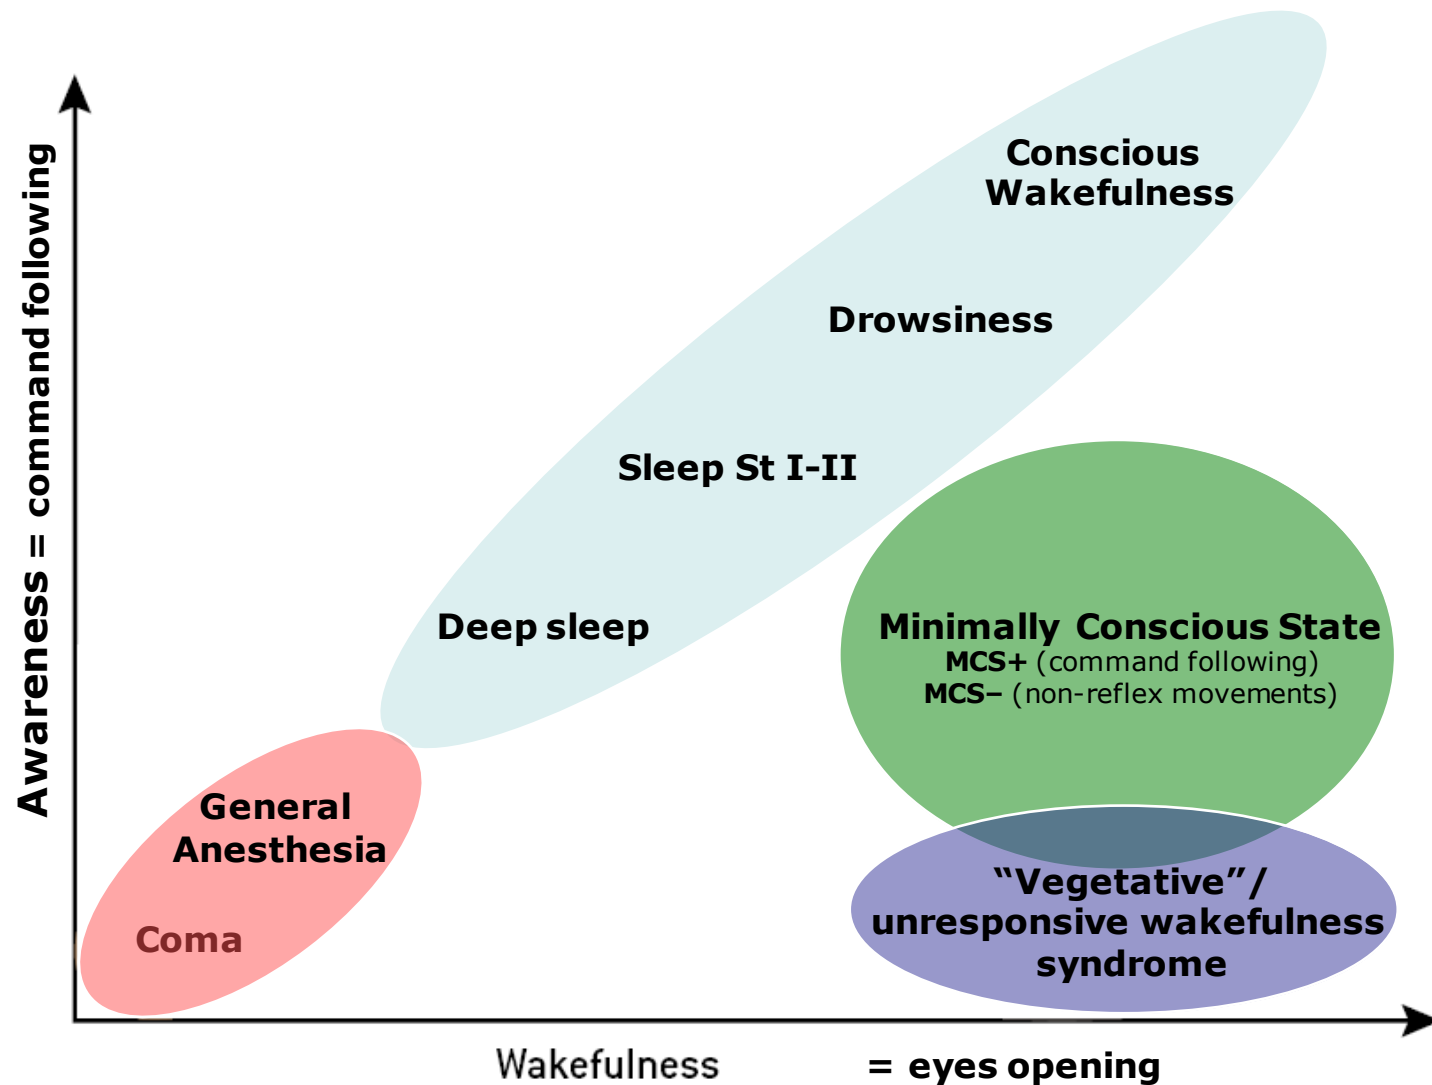 Awareness = command following
Conscious
Wakefulness
Drowsiness
Sleep St I-II
Deep sleep
Minimally Conscious State
MCS+ (command following)
MCS– (non-reflex movements)
General
Anesthesia
Coma
“Vegetative”/
unresponsive wakefulness
syndrome
Wakefulness = eyes opening